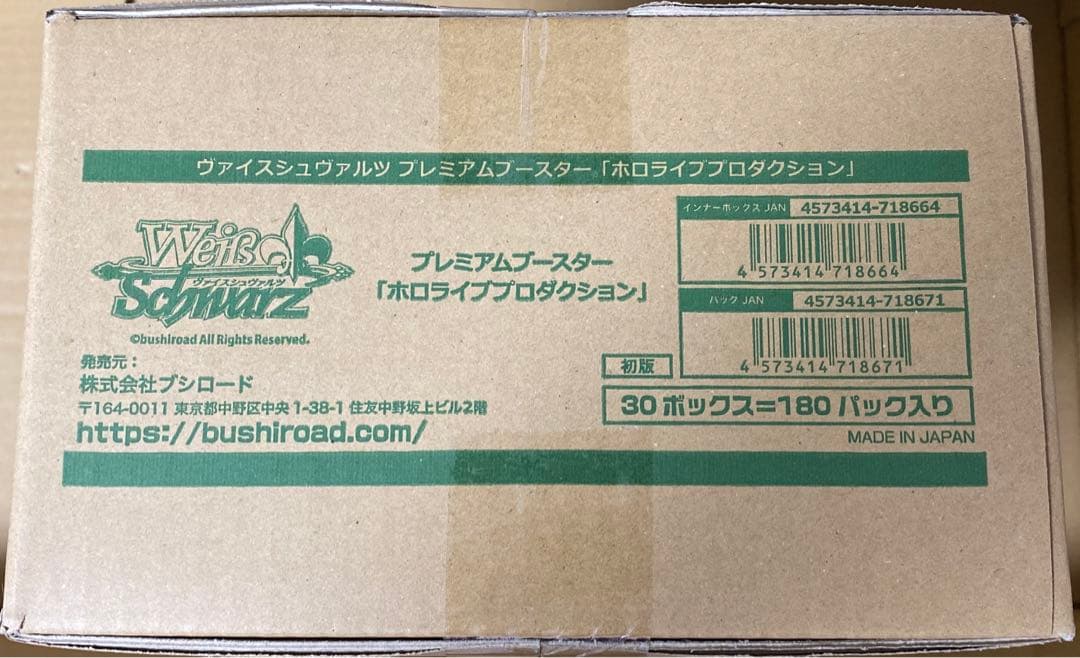 ヴァイスシュヴァルツ プレミアムブースター「ホロライブプロダクション」
Weiß
ヴァイスシュヴァルツ
Schwarz
©bushiroad All Rights Reserved.
プレミアムブースター
「ホロライブプロダクション」
インナーボックス JAN 4573414-718664
4 573414 718664
パック JAN 4573414-718671
4 573414 718671
発売元:
株式会社ブシロード
〒164-0011 東京都中野区中央1-38-1 住友中野坂上ビル2階
https://bushiroad.com/
初版
30ボックス=180パック入り
MADE IN JAPAN